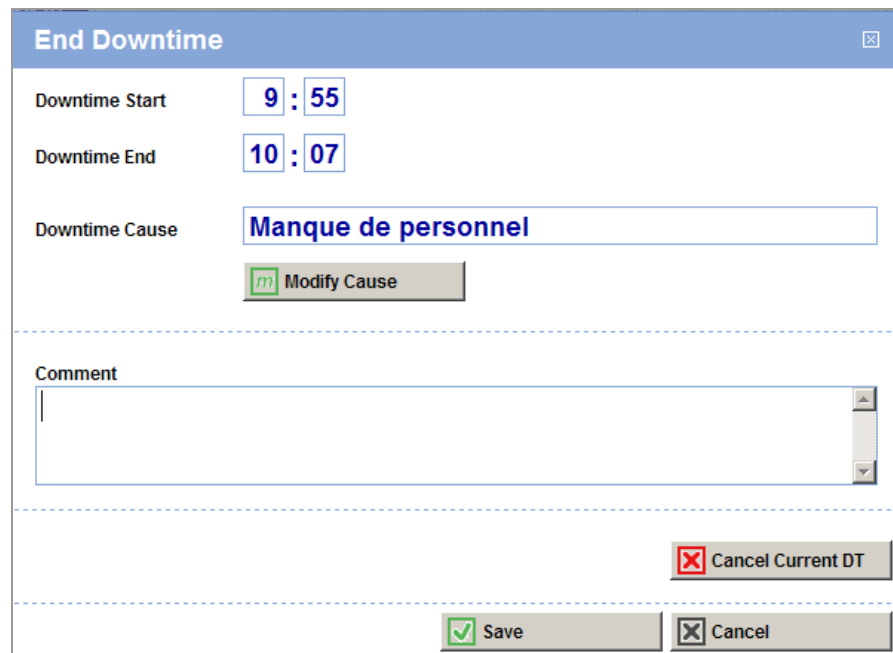 End Downtime
Downtime Start 9 : 55
Downtime End 10 : 07
Downtime Cause Manque de personnel
m Modify Cause
Comment
Cancel Current DT
Save Cancel